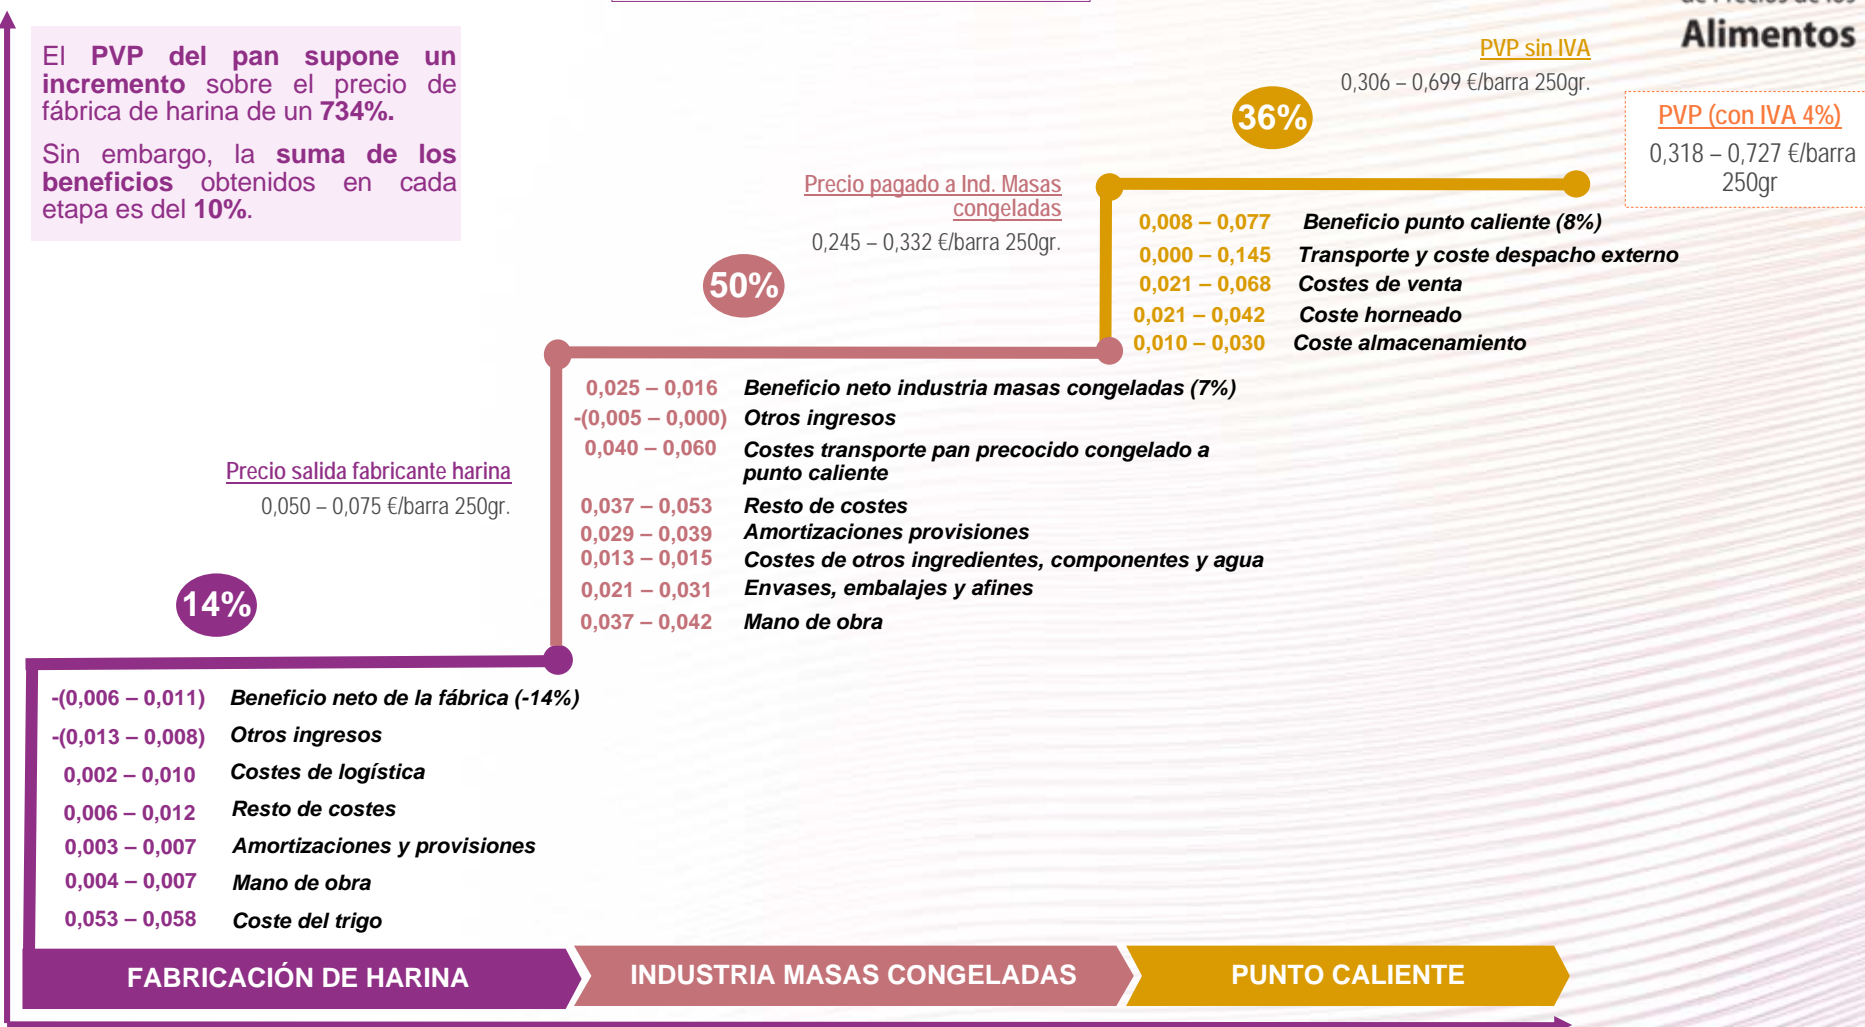 Alimentos
El PVP del pan supone un
incremento sobre el precio de
fábrica de harina de un 734%.
Sin embargo, la suma de los
beneficios obtenidos en cada
etapa es del 10%.
PVP sin IVA
0,306 – 0,699 €/barra 250gr.
36%
PVP (con IVA 4%)
0,318 – 0,727 €/barra
250gr
Precio pagado a Ind. Masas
congeladas
0,245 – 0,332 €/barra 250gr.
50%
0,008 – 0,077 Beneficio punto caliente (8%)
0,000 – 0,145 Transporte y coste despacho externo
0,021 – 0,068 Costes de venta
0,021 – 0,042 Coste horneado
0,010 – 0,030 Coste almacenamiento
0,025 – 0,016 Beneficio neto industria masas congeladas (7%)
-(0,005 – 0,000) Otros ingresos
0,040 – 0,060 Costes transporte pan precocido congelado a
punto caliente
0,037 – 0,053 Resto de costes
0,029 – 0,039 Amortizaciones provisiones
0,013 – 0,015 Costes de otros ingredientes, componentes y agua
0,021 – 0,031 Envases, embalajes y afines
0,037 – 0,042 Mano de obra
Precio salida fabricante harina
0,050 – 0,075 €/barra 250gr.
14%
-(0,006 – 0,011) Beneficio neto de la fábrica (-14%)
-(0,013 – 0,008) Otros ingresos
0,002 – 0,010 Costes de logística
0,006 – 0,012 Resto de costes
0,003 – 0,007 Amortizaciones y provisiones
0,004 – 0,007 Mano de obra
0,053 – 0,058 Coste del trigo
FABRICACIÓN DE HARINA
INDUSTRIA MASAS CONGELADAS
PUNTO CALIENTE